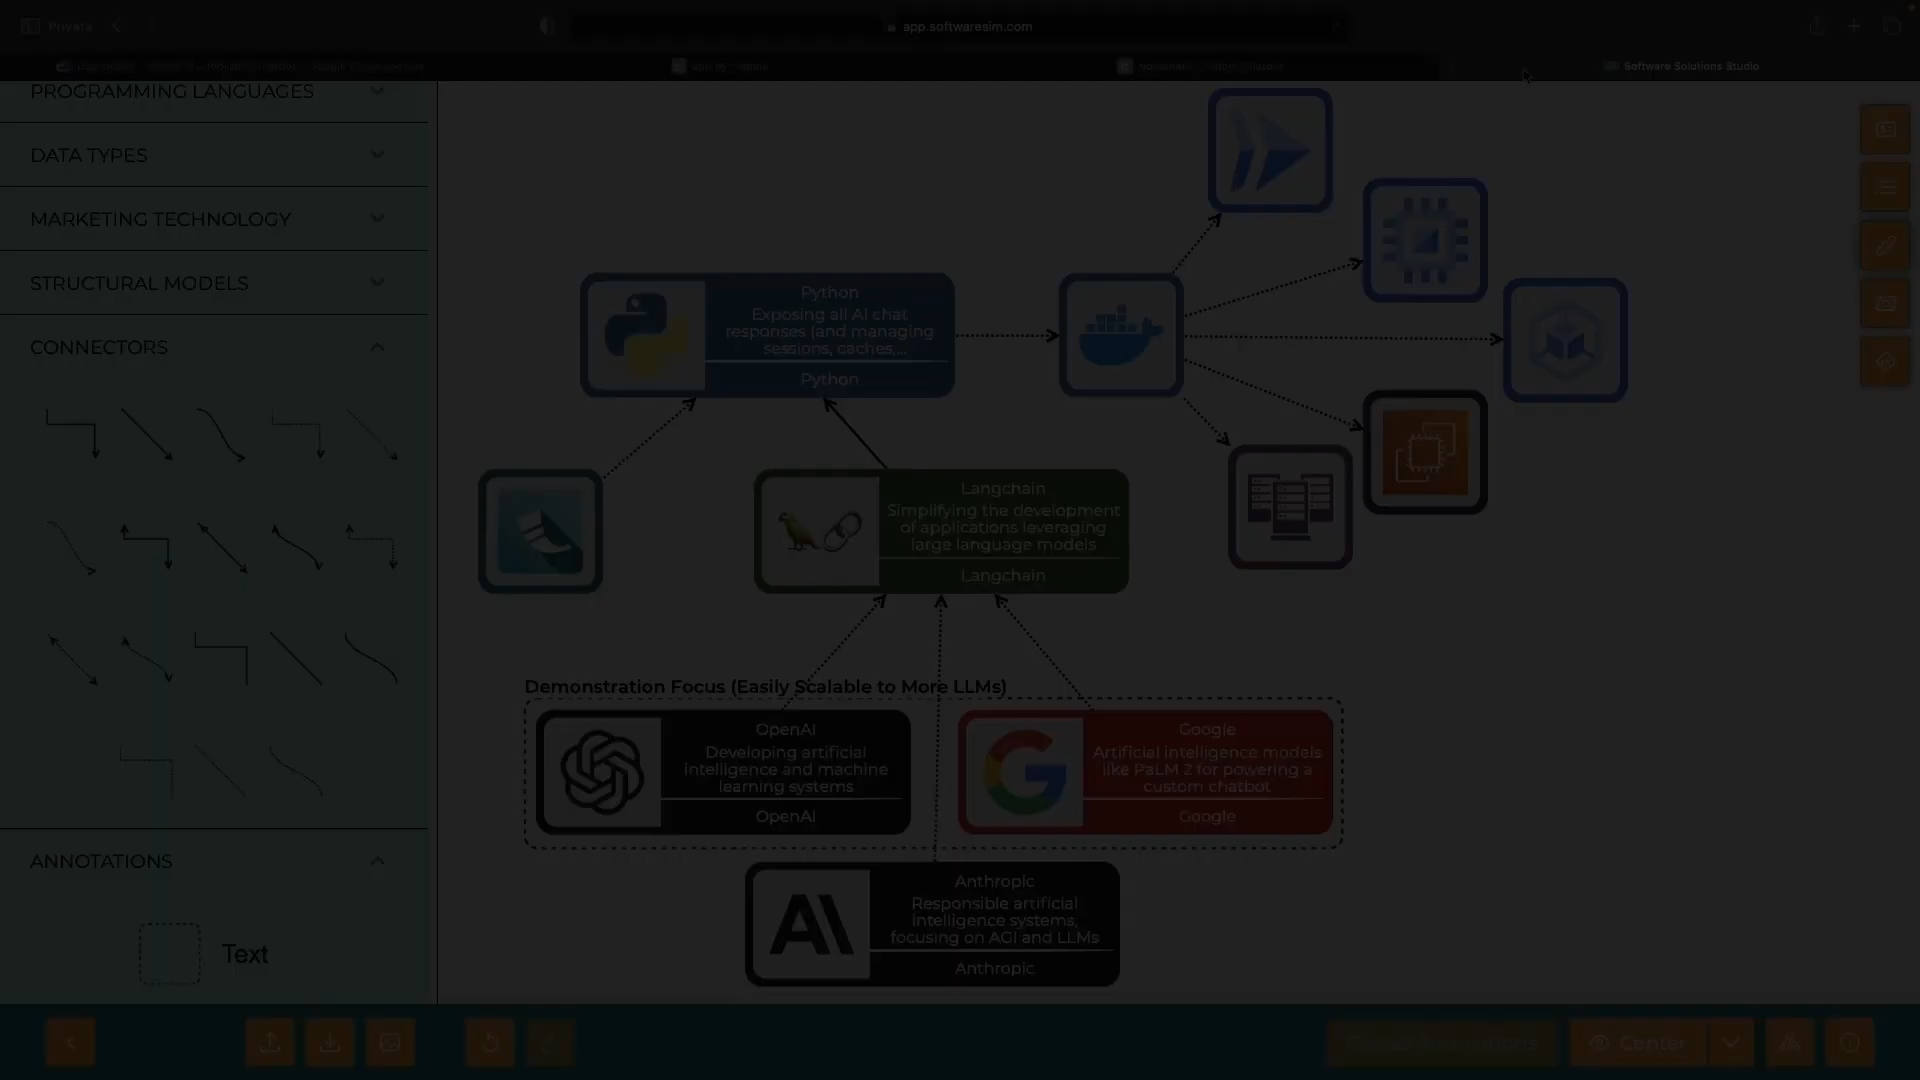 Private
app.softwaresim.com
Software Solutions Studio
PROGRAMMING LANGUAGES
DATA TYPES
MARKETING TECHNOLOGY
STRUCTURAL MODELS
CONNECTORS
ANNOTATIONS
Text
Python
Exposing all AI chat
responses (and managing
sessions, caches,...
Python
Langchain
Simplifying the development
of applications leveraging
large language models
Langchain
Demonstration Focus (Easily Scalable to More LLMs)
OpenAI
Developing artificial
intelligence and machine
learning systems
OpenAI
Google
Artificial intelligence models
like PaLM 2 for powering a
custom chatbot
Google
Anthropic
Responsible artificial
intelligence systems,
focusing on AGI and LLMs
Anthropic
Center